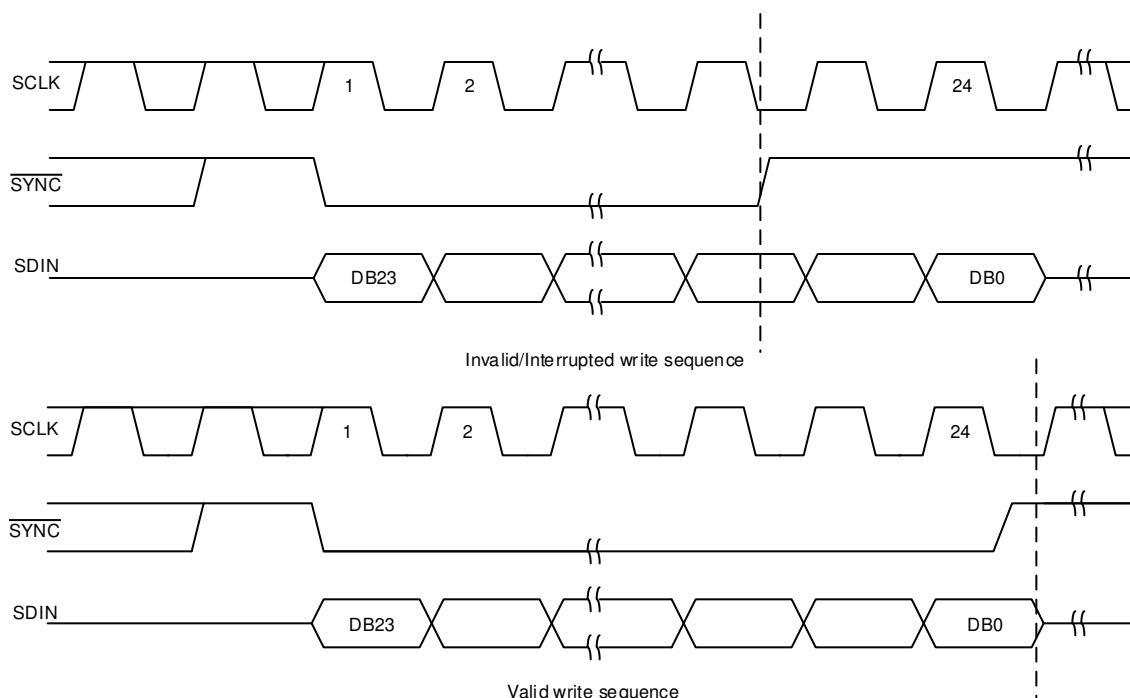 SCLK
1
2
24
SYNC
SDIN
DB23
DB0
Invalid/Interrupted write sequence
SCLK
1
2
24
SYNC
SDIN
DB23
DB0
Valid write sequence